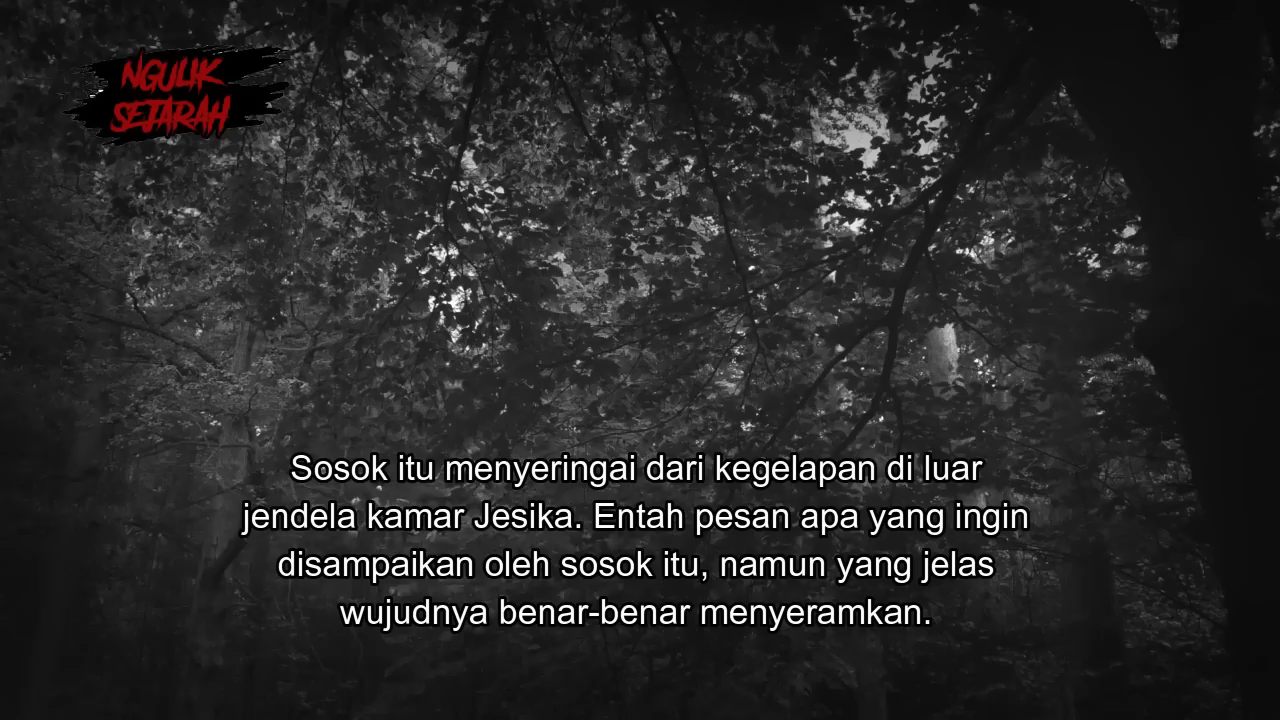 NGULIK
SEJARAH
Sosok itu menyeringai dari kegelapan di luar
jendela kamar Jesika. Entah pesan apa yang ingin
disampaikan oleh sosok itu, namun yang jelas
wujudnya benar-benar menyeramkan.